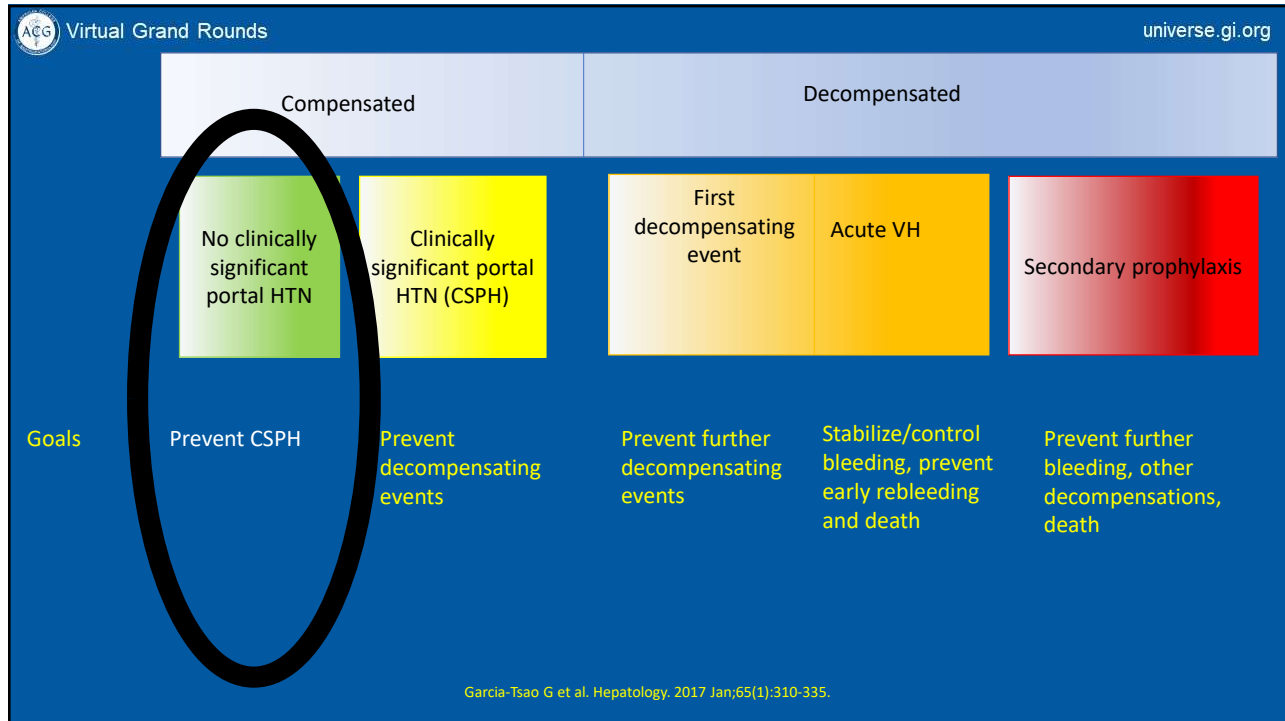 ACG
Virtual Grand Rounds
universe.gi.org
Compensated
Decompensated
No clinically
significant
portal HTN
Clinically
significant portal
HTN (CSPH)
First
decompensating
event
Acute VH
Secondary prophylaxis
Goals
Prevent CSPH
Prevent
decompensating
events
Prevent further
decompensating
events
Stabilize/control
bleeding, prevent
early rebleeding
and death
Prevent further
bleeding, other
decompensations,
death
Garcia-Tsao G et al. Hepatology. 2017 Jan;65(1):310-335.